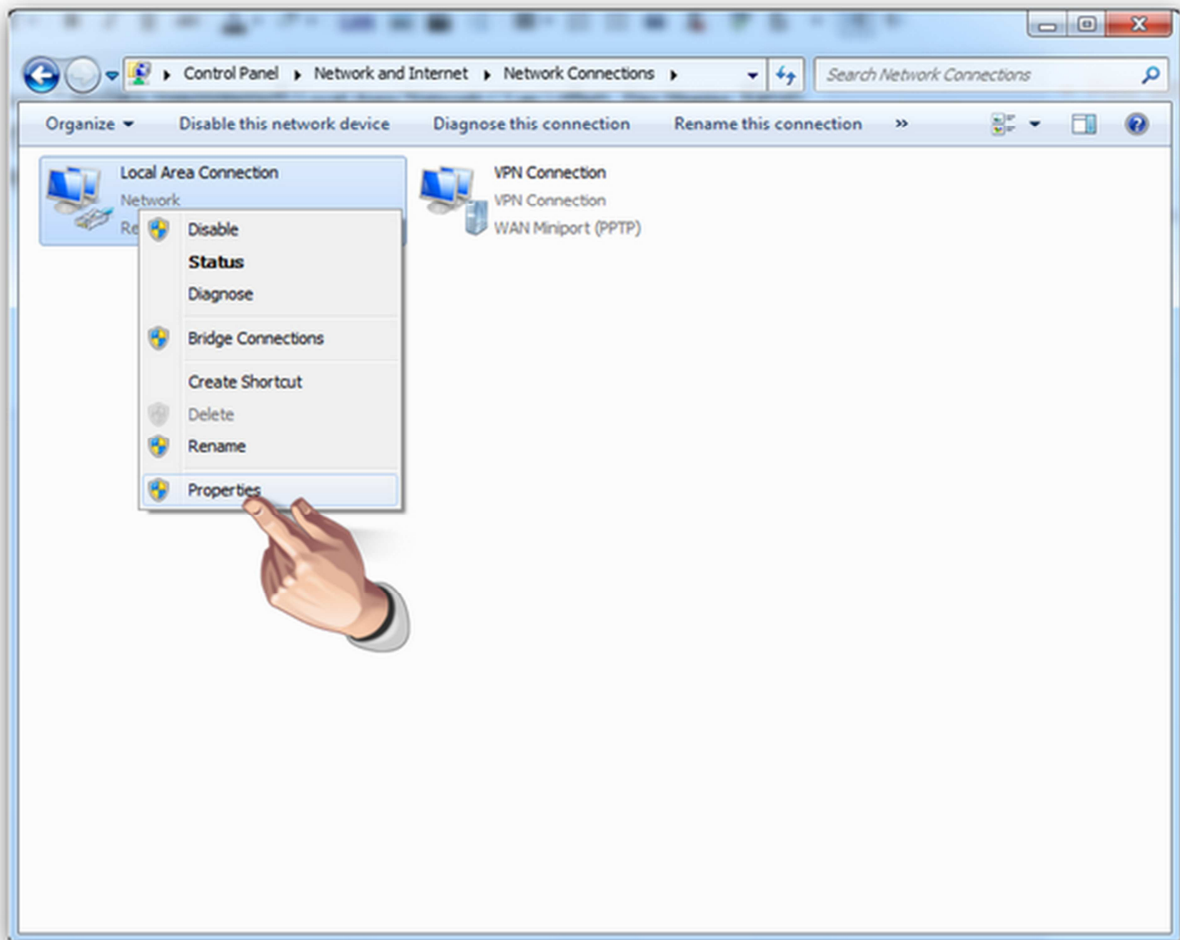 Control Panel Network and Internet Network Connections Search Network Connections
Organize Disable this network device Diagnose this connection Rename this connection »
Local Area Connection
Network
Re
VPN Connection
VPN Connection
WAN Miniport (PPTP)
Disable
Status
Diagnose
Bridge Connections
Create Shortcut
Delete
Rename
Properties